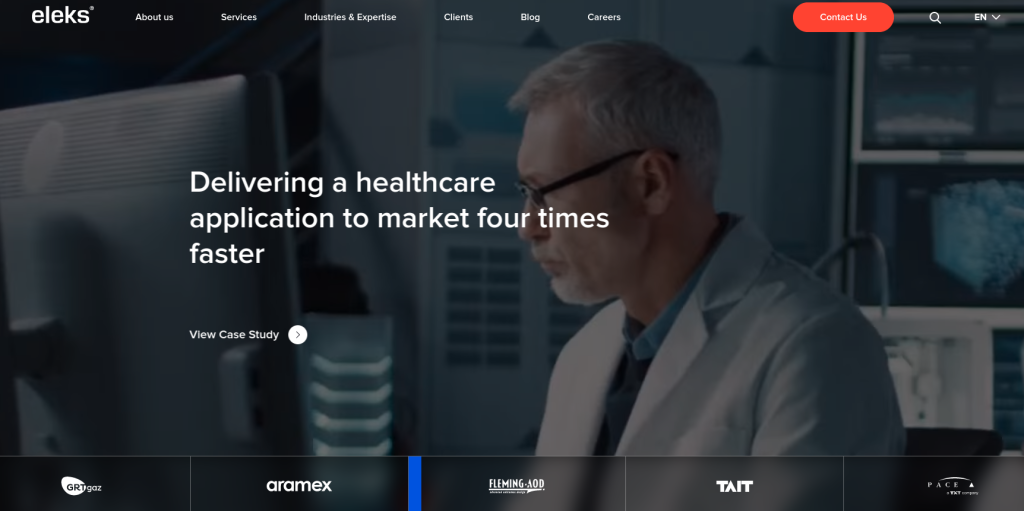 eleks®
About us
Services
Industries & Expertise
Clients
Blog
Careers
Contact Us
EN
Delivering a healthcare
application to market four times
faster
View Case Study
GRTgaz
aramex
FLEMING-AOD
TAIT
PACE
a TXT company